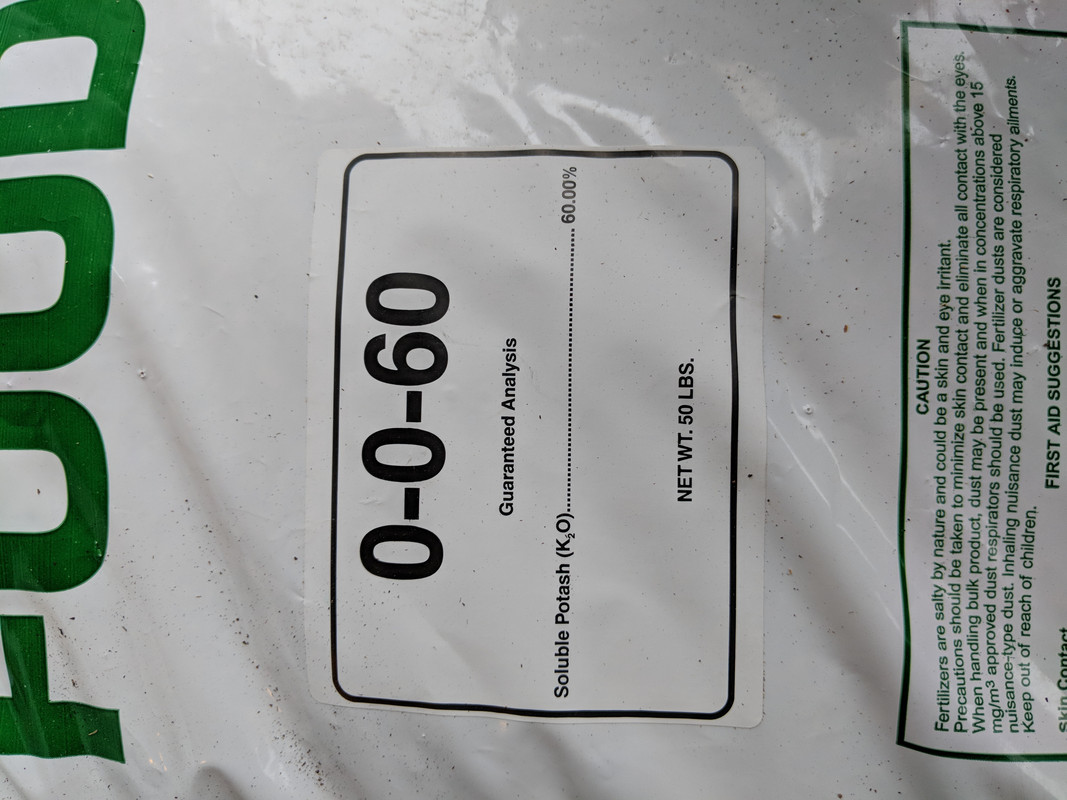 FOOD
0-0-60
Guaranteed Analysis
Soluble Potash (K₂O)........................................................ 60.00%
NET WT. 50 LBS.
CAUTION
Fertilizers are salty by nature and could be a skin and eye irritant.
Precautions should be taken to minimize skin contact and eliminate all contact with the eyes.
When handling bulk product, dust may be present and when in concentrations above 15
mg/m³ approved dust respirators should be used. Fertilizer dusts are considered
nuisance-type dust. Inhaling nuisance dust may induce or aggravate respiratory ailments.
Keep out of reach of children.
FIRST AID SUGGESTIONS
Skin Contact